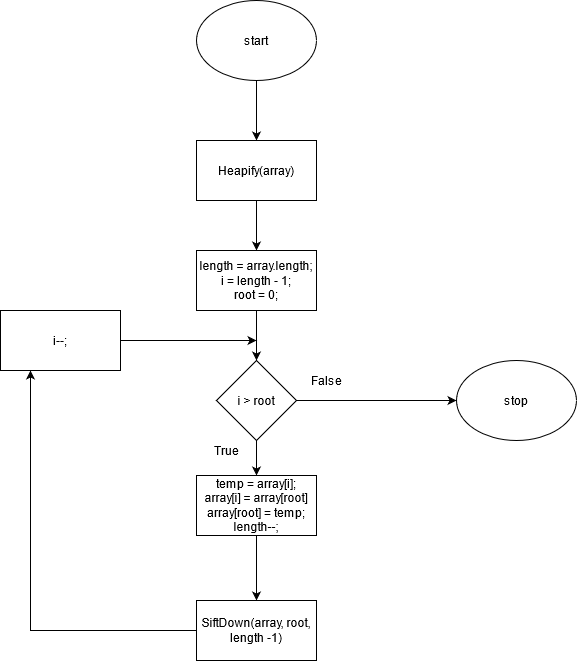 start
Heapify(array)
length = array.length;
i = length - 1;
root = 0;
i--;
i > root
False
stop
True
temp = array[i];
array[i] = array[root]
array[root] = temp;
length--;
SiftDown(array, root,
length -1)